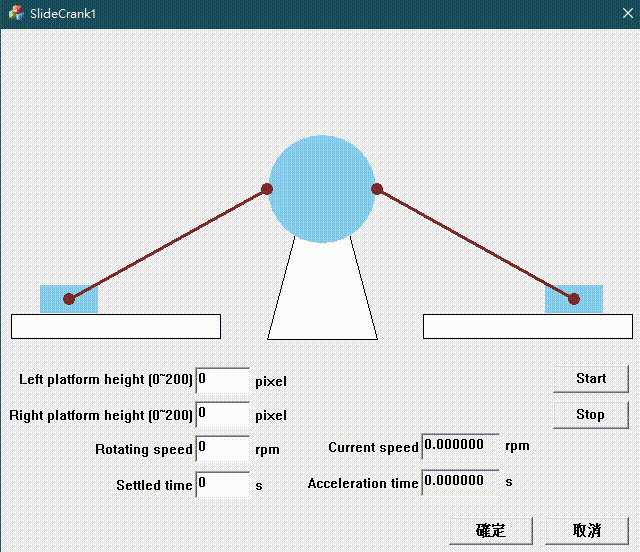 SlideCrank1
Left platform height (0~200) 0 pixel
Start
Right platform height (0~200) 0 pixel
Stop
Rotating speed 0 rpm
Current speed 0.000000 rpm
Settled time 0 s
Acceleration time 0.000000 s
確定
取消